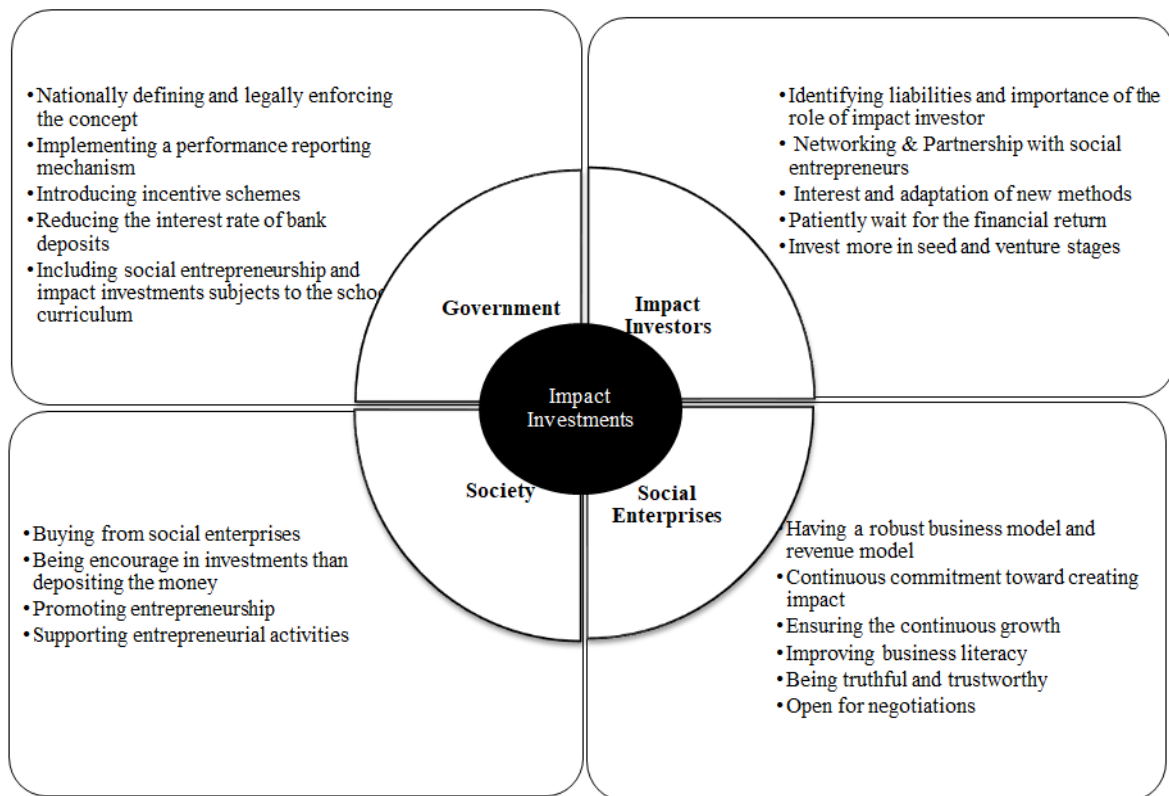 •Nationally defining and legally enforcing
the concept
•Implementing a performance reporting
mechanism
•Introducing incentive schemes
•Reducing the interest rate of bank
deposits
•Including social entrepreneurship and
impact investments subjects to the schoo
curriculum
Government
•Identifying liabilities and importance of the
role of impact investor
• Networking & Partnership with social
entrepreneurs
• Interest and adaptation of new methods
•Patiently wait for the financial return
•Invest more in seed and venture stages
Impact
Investors
Impact
Investments
Society
•Buying from social enterprises
•Being encourage in investments than
depositing the money
•Promoting entrepreneurship
•Supporting entrepreneurial activities
Social
Enterprises
•Having a robust business model and
revenue model
•Continuous commitment toward creating
impact
•Ensuring the continuous growth
•Improving business literacy
•Being truthful and trustworthy
•Open for negotiations